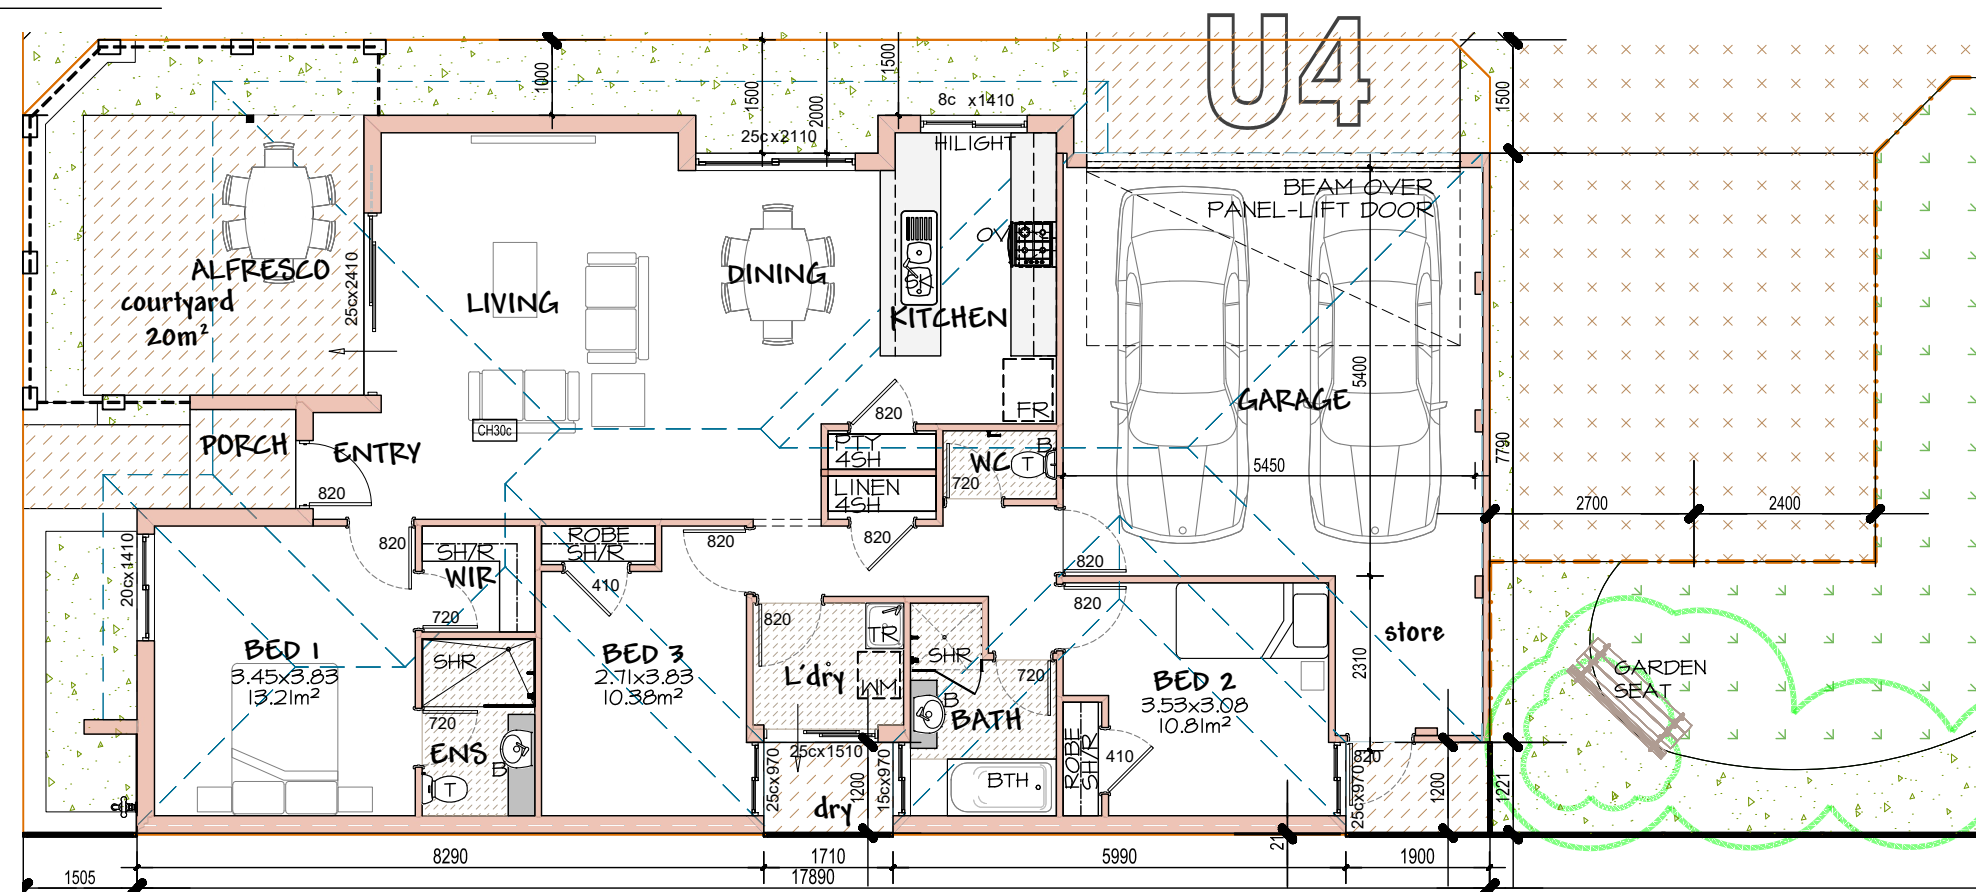 U4
1000
1500
2000
1500
1500
8c x1410
25cx2110
HILIGHT
BEAM OVER
PANEL-LIFT DOOR
ALFRESCO
courtyard
20m²
25cx2410
LIVING
DINING
SK
KITCHEN
GARAGE
5400
7790
FR
CH30c
820
PTY
4SH
LINEN
4SH
WC
T
B
720
5450
PORCH
ENTRY
820
2700
2400
20cx1410
820
SH/R
WIR
720
ROBE
SH/R
410
820
820
820
820
BED 1
3.45x3.83
13.21m²
SHR
720
ENS
B
T
BED 3
2.71x3.83
10.38m²
820
TR
L'dry
WM
SHR
B
720
BATH
BTH
BED 2
3.53x3.08
10.81m²
ROBE
SH/R
410
store
2310
GARDEN
SEAT
25cx970
25cx1510
1200
15cx970
dry
820
25cx970
1200
1221
21
8290
1710
5990
1900
1505
17890